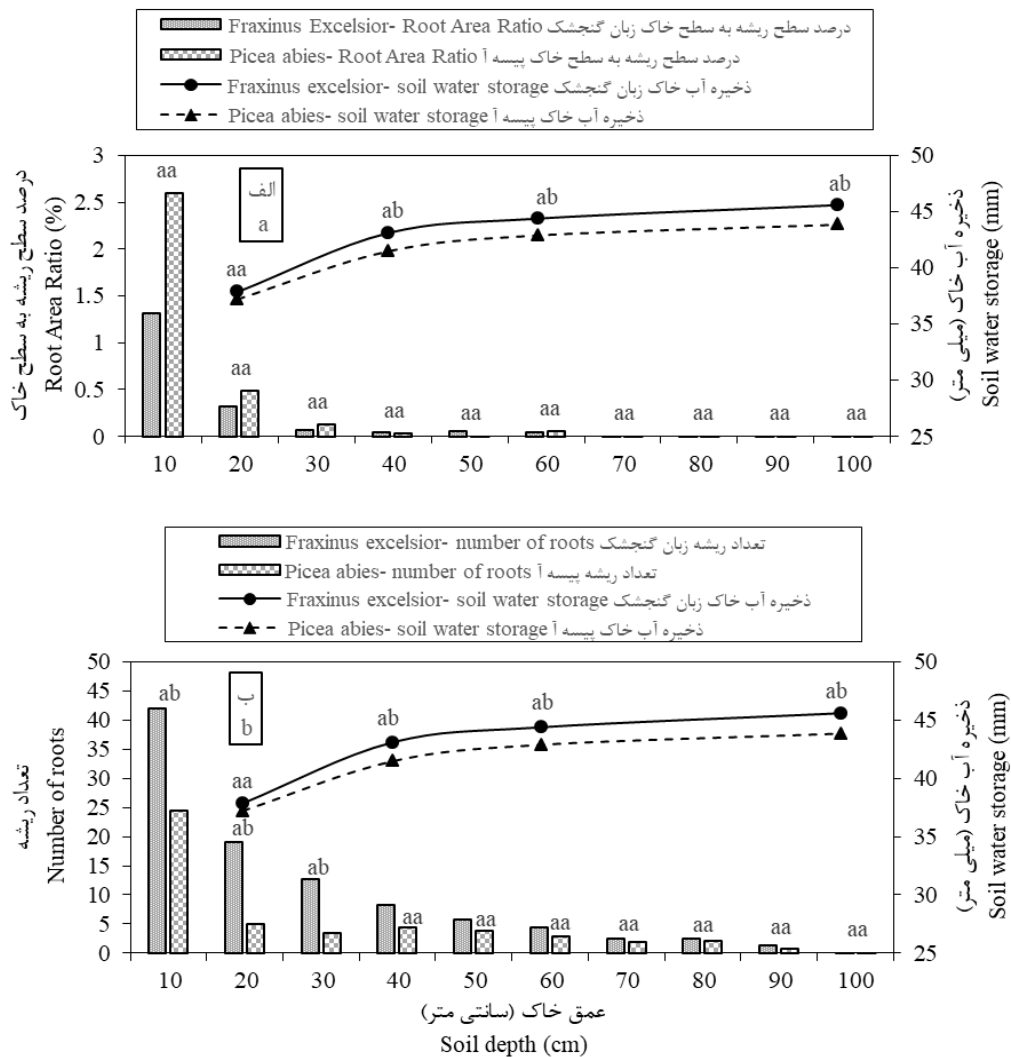 Fraxinus Excelsior- Root Area Ratio درصد سطح ریشه به سطح خاک زبان گنجشک
Picea abies- Root Area Ratio درصد سطح ریشه به سطح خاک پیسه آ
Fraxinus excelsior- soil water storage ذخیره آب خاک زبان گنجشک
Picea abies- soil water storage ذخیره آب خاک پیسه آ
درصد سطح ریشه به سطح خاک
Root Area Ratio (%)
3
2.5
2
1.5
1
0.5
0
الف
a
aa aa aa aa aa aa aa aa aa aa
aa ab ab ab
50
45
40
35
30
25
ذخیره آب خاک (میلی متر)
Soil water storage (mm)
10 20 30 40 50 60 70 80 90 100
Fraxinus excelsior- number of roots تعداد ریشه زبان گنجشک
Picea abies- number of roots تعداد ریشه پیسه آ
Fraxinus excelsior- soil water storage ذخیره آب خاک زبان گنجشک
Picea abies- soil water storage ذخیره آب خاک پیسه آ
تعداد ریشه
Number of roots
50
45
40
35
30
25
20
15
10
5
0
ب
b
aa ab ab ab
ab ab ab aa aa aa aa aa aa aa
50
45
40
35
30
25
ذخیره آب خاک (میلی متر)
Soil water storage (mm)
10 20 30 40 50 60 70 80 90 100
عمق خاک (سانتی متر)
Soil depth (cm)